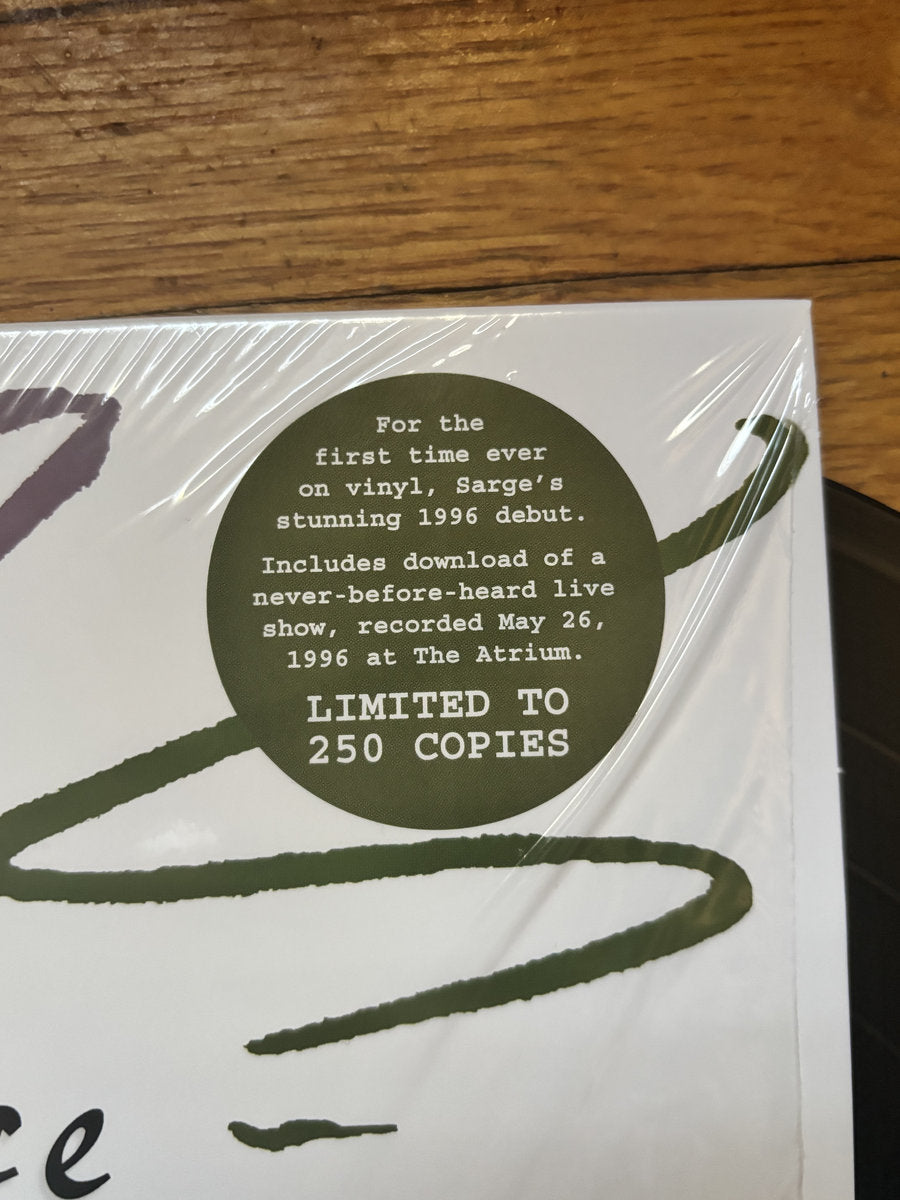 For the
first time ever
on vinyl, Sarge's
stunning 1996 debut.
Includes download of a
never-before-heard live
show, recorded May 26,
1996 at The Atrium.
LIMITED TO
250 COPIES